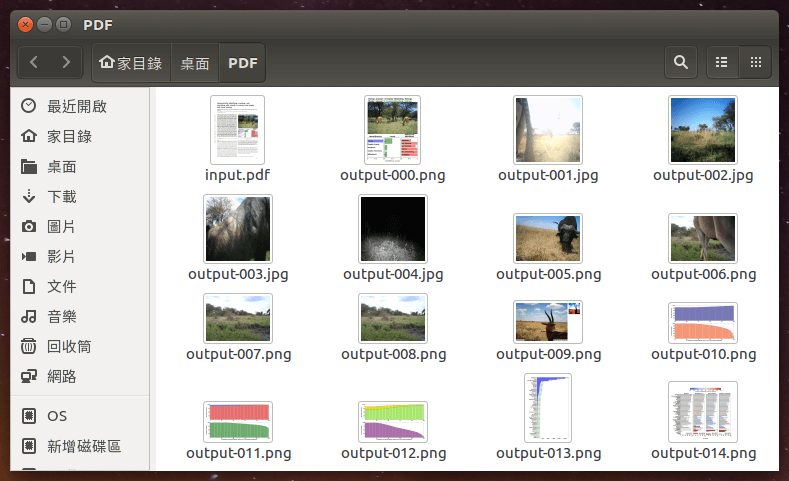 PDF
家目錄 桌面 PDF
最近開啟
家目錄
桌面
下載
圖片
影片
文件
音樂
回收筒
網路
OS
新增磁碟區
input.pdf output-000.png output-001.jpg output-002.jpg
output-003.jpg output-004.jpg output-005.png output-006.png
output-007.png output-008.png output-009.png output-010.png
output-011.png output-012.png output-013.png output-014.png